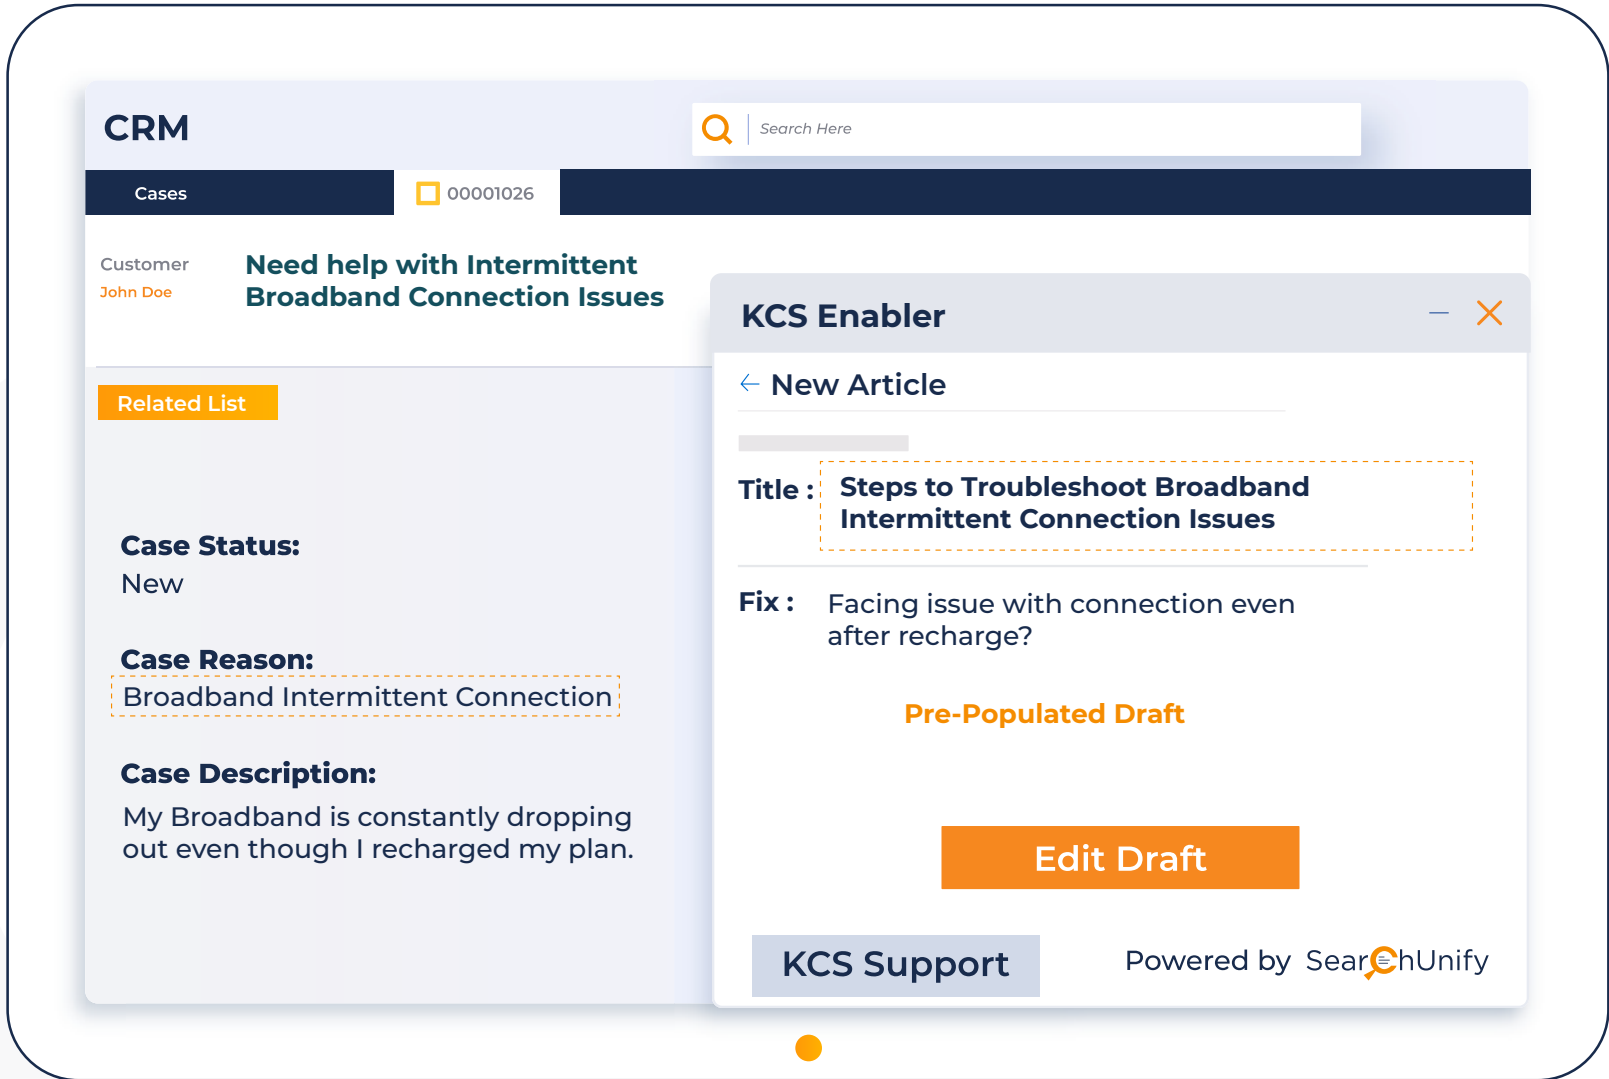 CRM
Search Here
Cases
00001026
Customer
John Doe
Need help with Intermittent
Broadband Connection Issues
Related List
Case Status:
New
Case Reason:
Broadband Intermittent Connection
Case Description:
My Broadband is constantly dropping
out even though I recharged my plan.
KCS Enabler
New Article
Title :
Steps to Troubleshoot Broadband
Intermittent Connection Issues
Fix :
Facing issue with connection even
after recharge?
Pre-Populated Draft
Edit Draft
KCS Support
Powered by SearchUnify